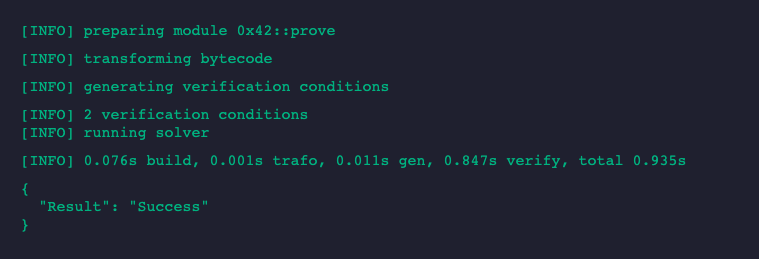 [INFO] preparing module 0x42::prove
[INFO] transforming bytecode
[INFO] generating verification conditions
[INFO] 2 verification conditions
[INFO] running solver
[INFO] 0.076s build, 0.001s trafo, 0.011s gen, 0.847s verify, total 0.935s
{
  "Result": "Success"
}